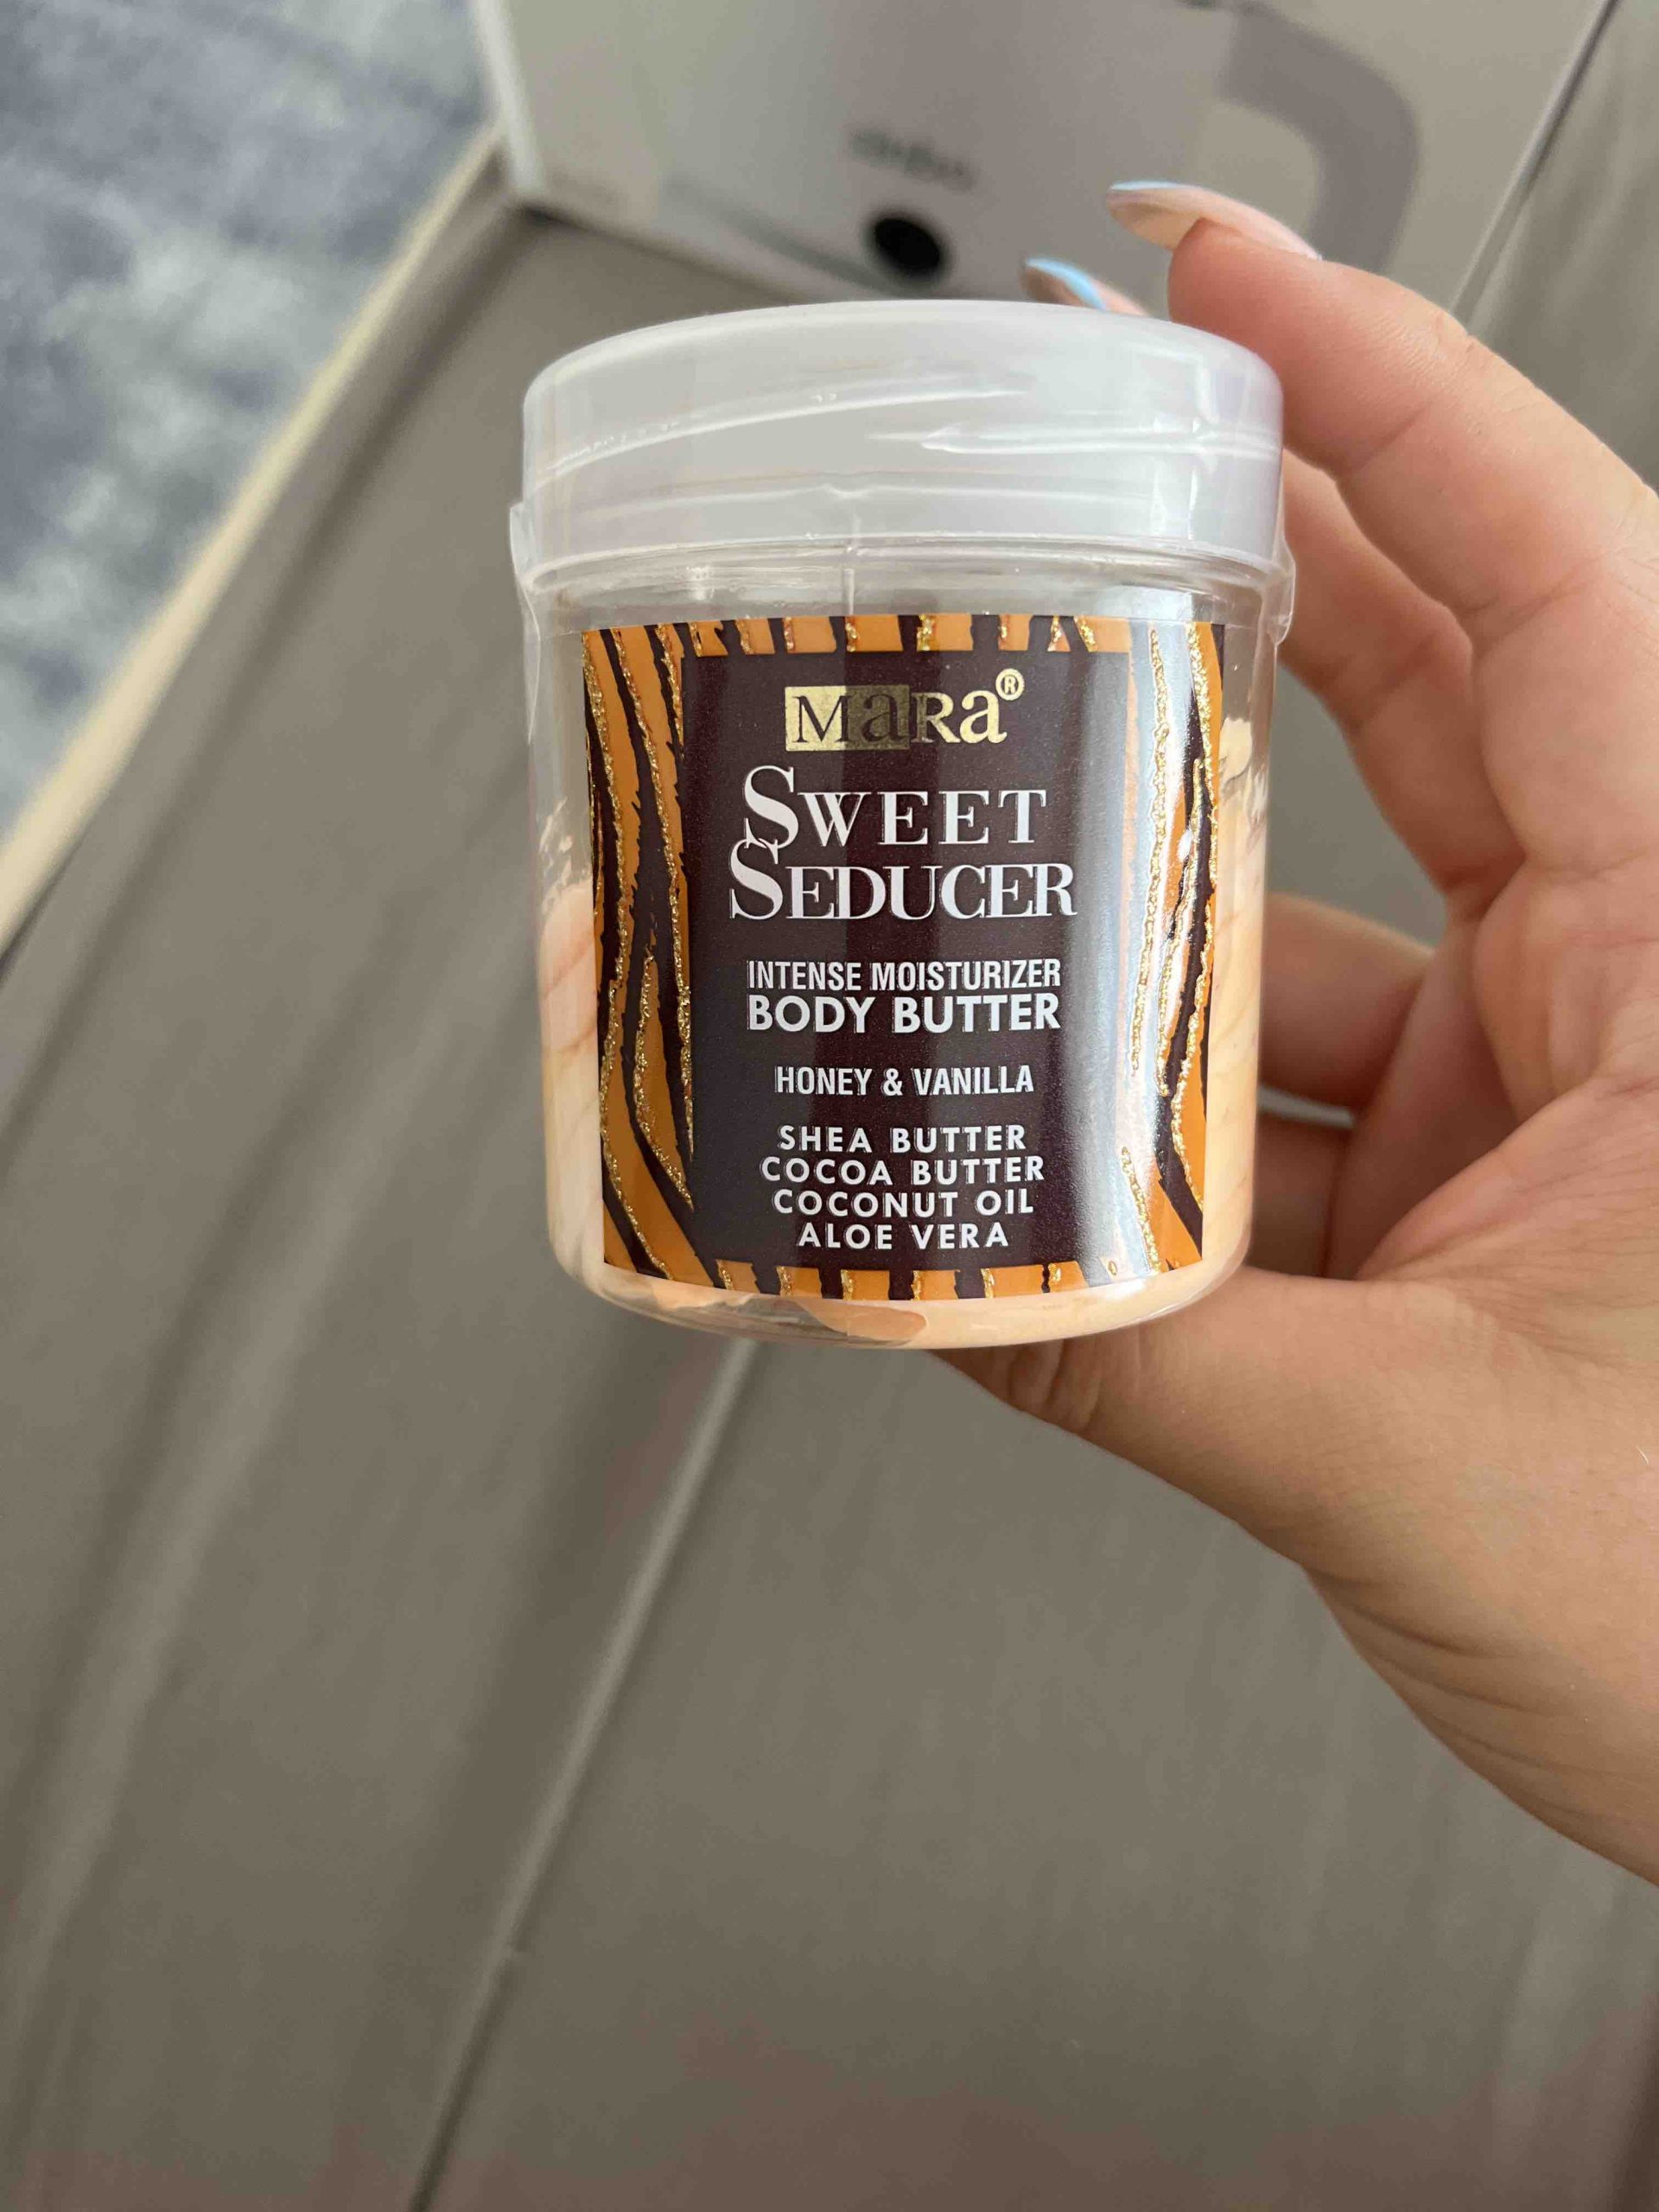 MaRa®
SWEET
SEDUCER
INTENSE MOISTURIZER
BODY BUTTER
HONEY & VANILLA
SHEA BUTTER
COCOA BUTTER
COCONUT OIL
ALOE VERA